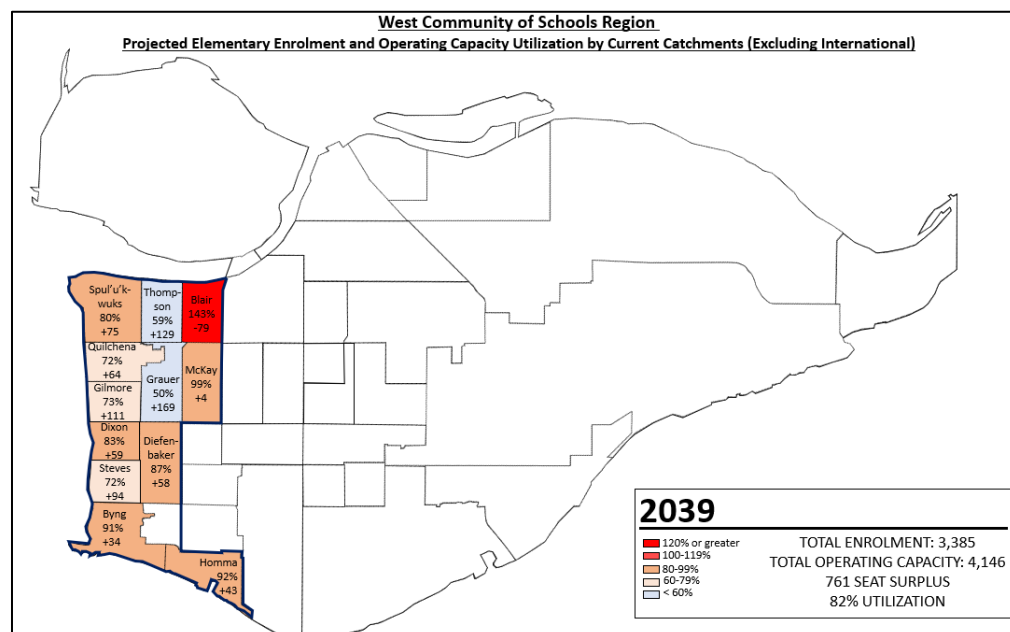 West Community of Schools Region
Projected Elementary Enrolment and Operating Capacity Utilization by Current Catchments (Excluding International)
Spul'u'k-
wuks
80%
+75
Thomp-
son
59%
+129
Blair
143%
-79
Quilchena
72%
+64
Grauer
50%
+169
McKay
99%
+4
Gilmore
73%
+111
Dixon
83%
+59
Diefen-
baker
87%
+58
Steves
72%
+94
Byng
91%
+34
Homma
92%
+43
2039
120% or greater
100-119%
80-99%
60-79%
< 60%
TOTAL ENROLMENT: 3,385
TOTAL OPERATING CAPACITY: 4,146
761 SEAT SURPLUS
82% UTILIZATION